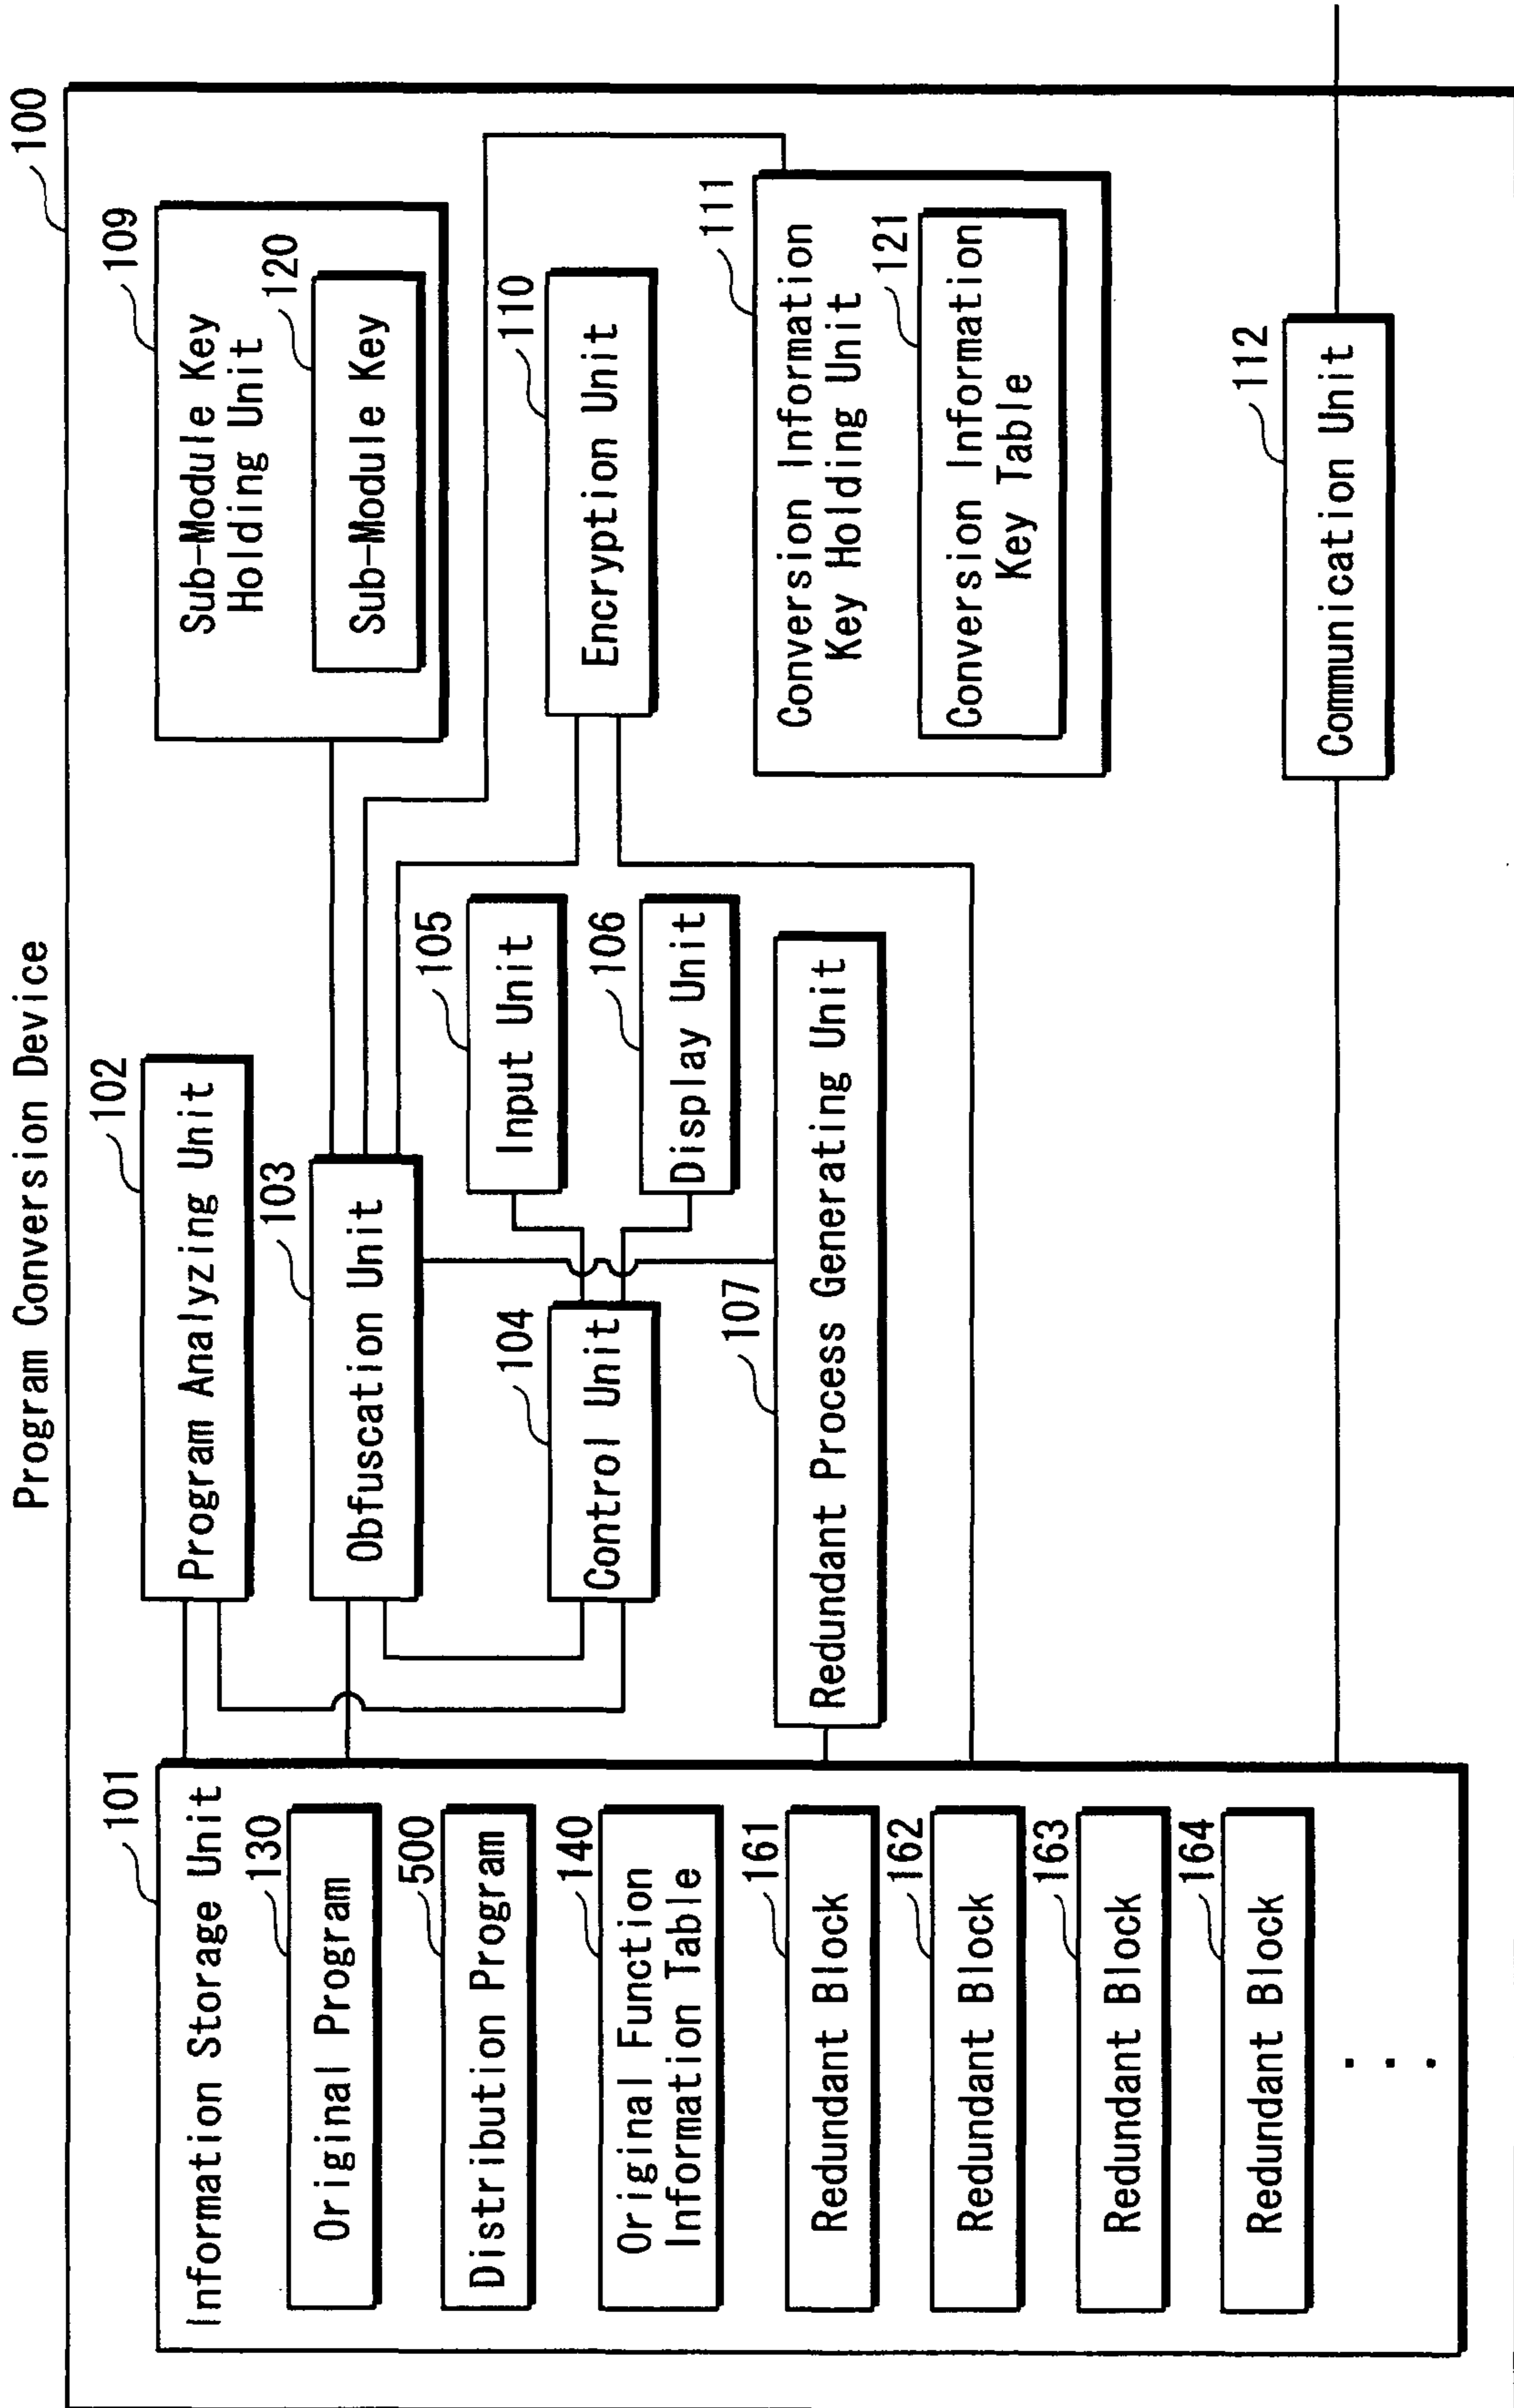 Program Conversion Device
100
101
Information Storage Unit
130
Original Program
500
Distribution Program
140
Original Function
Information Table
161
Redundant Block
162
Redundant Block
163
Redundant Block
164
Redundant Block
102
Program Analyzing Unit
103
Obfuscation Unit
104
Control Unit
105
Input Unit
106
Display Unit
107
Redundant Process Generating Unit
109
Sub-Module Key
Holding Unit
120
Sub-Module Key
110
Encryption Unit
111
Conversion Information
Key Holding Unit
121
Conversion Information
Key Table
112
Communication Unit